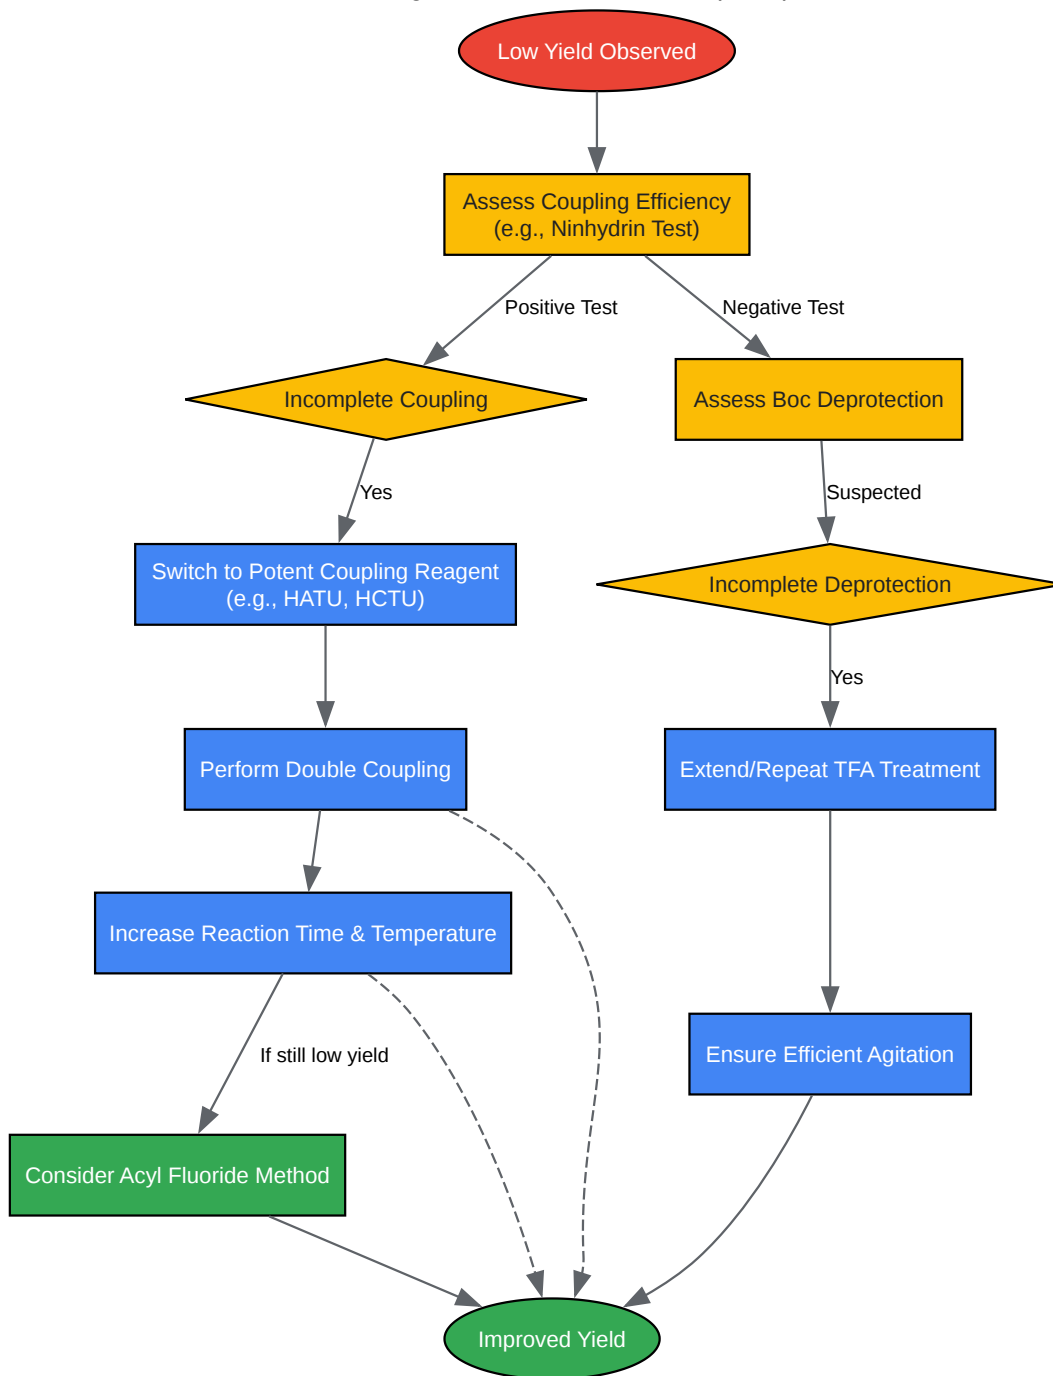 Low Yield Observed
Assess Coupling Efficiency
(e.g., Ninhydrin Test)
Positive Test
Negative Test
Incomplete Coupling
Assess Boc Deprotection
Yes
Suspected
Switch to Potent Coupling Reagent
(e.g., HATU, HCTU)
Incomplete Deprotection
Yes
Perform Double Coupling
Extend/Repeat TFA Treatment
Increase Reaction Time & Temperature
If still low yield
Ensure Efficient Agitation
Consider Acyl Fluoride Method
Improved Yield